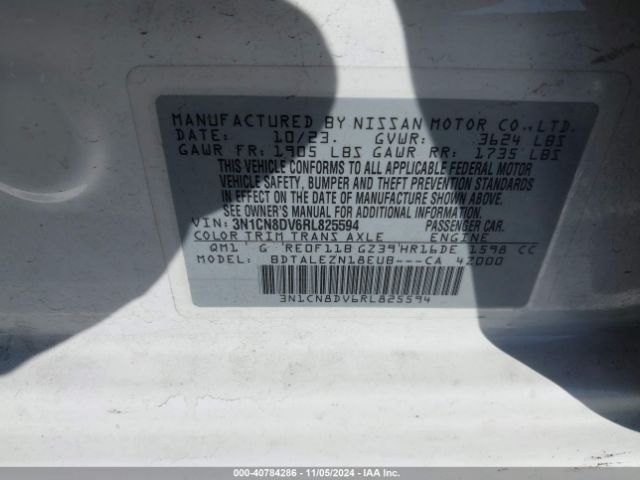 MANUFACTURED BY NISSAN MOTOR CO., LTD.
DATE: 10/23. GVWR: 3624 LBS
GAWR FR: 1905 LBS GAWR RR: 1735 LBS
THIS VEHICLE CONFORMS TO ALL APPLICABLE FEDERAL MOTOR
VEHICLE SAFETY, BUMPER AND THEFT PREVENTION STANDARDS
IN EFFECT ON THE DATE OF MANUFACTURE SHOWN ABOVE.
SEE OWNER'S MANUAL FOR ADDITIONAL INFORMATION.
VIN: 3N1CN8DV6RL825594 PASSENGER CAR.
COLOR TRIM TRANS AXLE ENGINE
QM1 G RE0F11B GZ39 HR16DE 1598 CC
MODEL: BDTALEZN18EUB---CA 42000
3N1CN8DV6RL825594
000-40784286 - 11/05/2024 - IAAI.COM